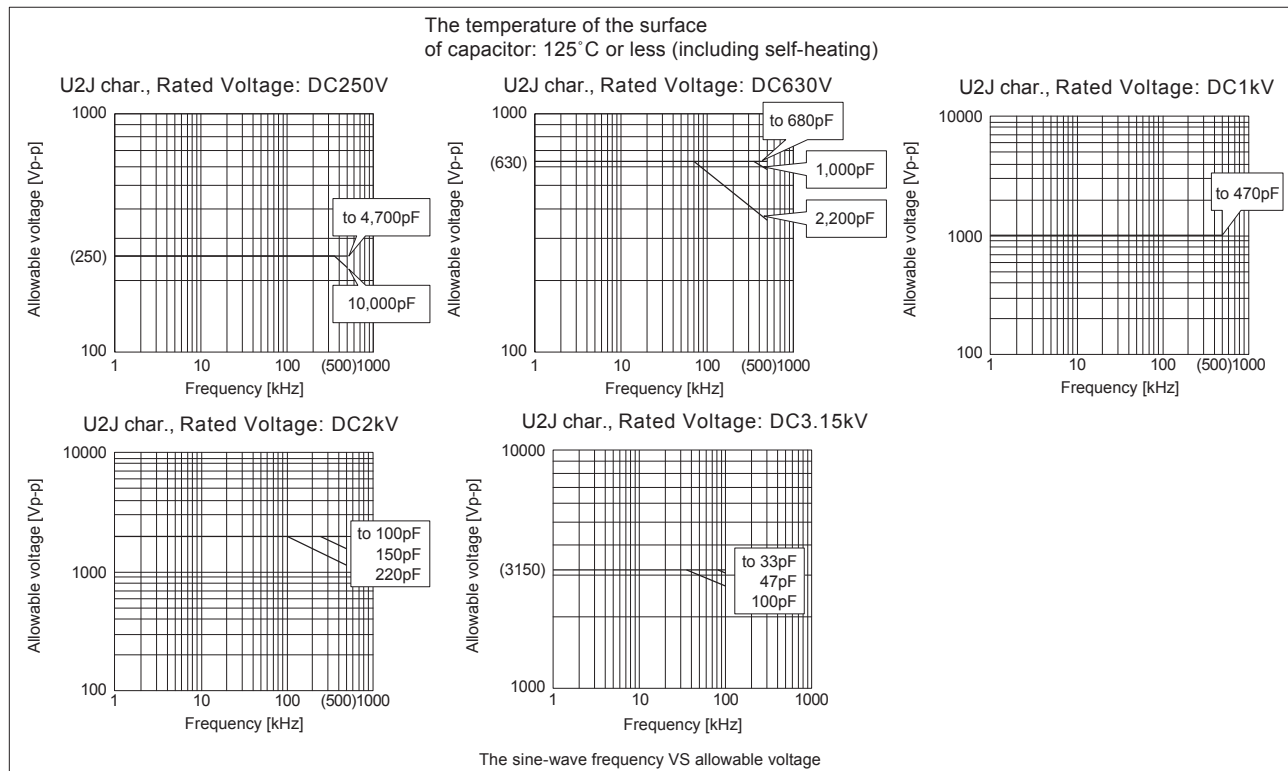 The temperature of the surface
of capacitor: 125˚C or less (including self-heating)
U2J char., Rated Voltage: DC250V
Allowable voltage [Vp-p]
1000
(250)
100
to 4,700pF
10,000pF
1 10 100 (500)1000
Frequency [kHz]
U2J char., Rated Voltage: DC630V
Allowable voltage [Vp-p]
1000
(630)
100
to 680pF
1,000pF
2,200pF
1 10 100 (500)1000
Frequency [kHz]
U2J char., Rated Voltage: DC1kV
Allowable voltage [Vp-p]
10000
1000
100
to 470pF
1 10 100 (500)1000
Frequency [kHz]
U2J char., Rated Voltage: DC2kV
Allowable voltage [Vp-p]
10000
1000
100
to 100pF
150pF
220pF
1 10 100 (500)1000
Frequency [kHz]
U2J char., Rated Voltage: DC3.15kV
Allowable voltage [Vp-p]
10000
(3150)
1000
to 33pF
47pF
100pF
1 10 100 1000
Frequency [kHz]
The sine-wave frequency VS allowable voltage